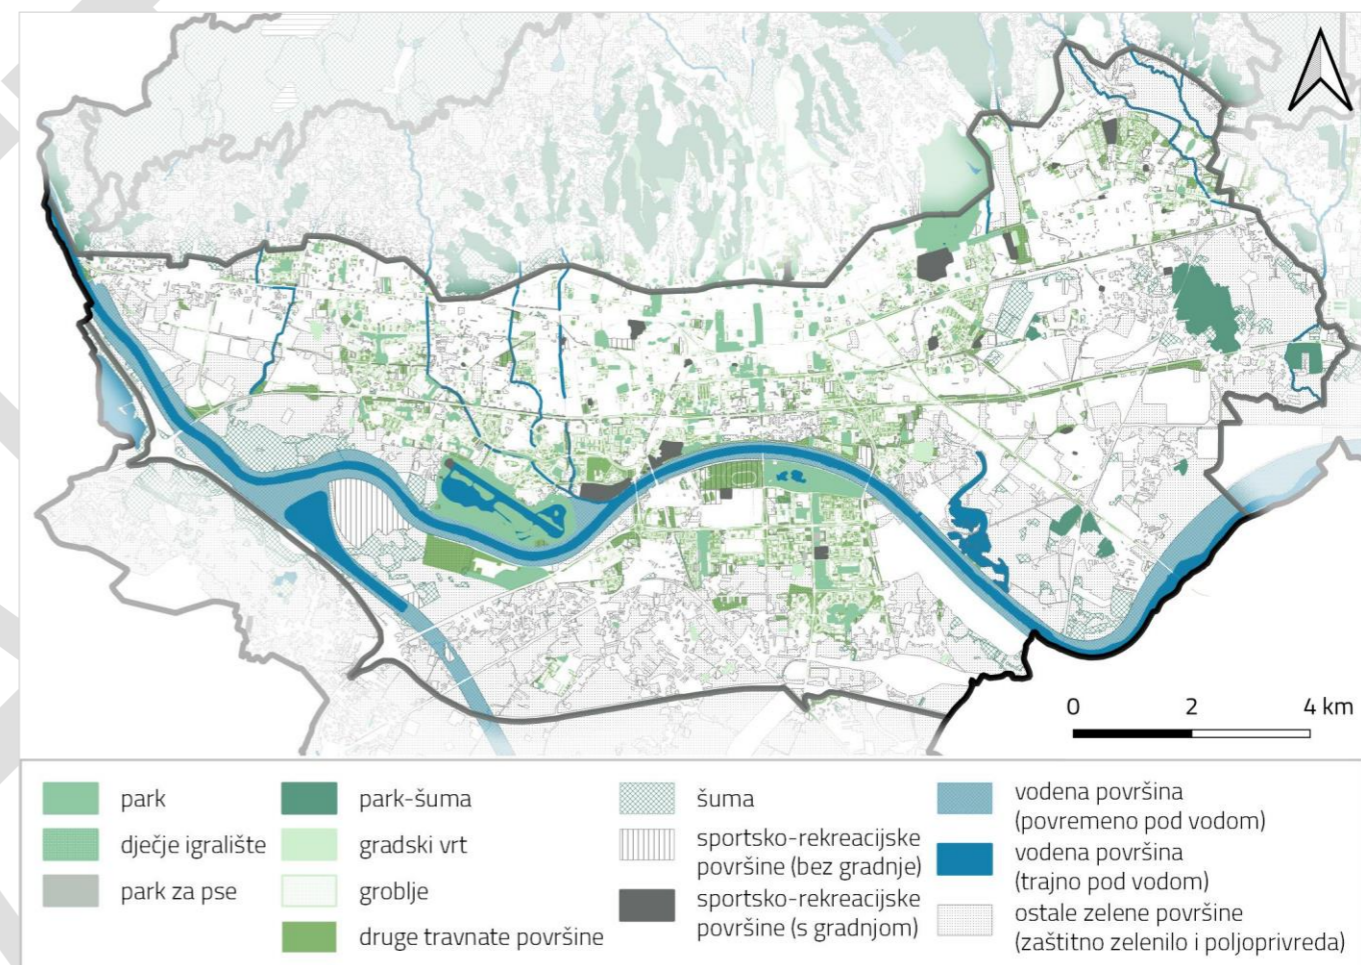 0 2 4 km
park
dječje igralište
park za pse
park-šuma
gradski vrt
groblje
druge travnate površine
šuma
sportsko-rekreacijske
površine (bez gradnje)
sportsko-rekreacijske
površine (s gradnjom)
vodena površina
(povremeno pod vodom)
vodena površina
(trajno pod vodom)
ostale zelene površine
(zaštitno zelenilo i poljoprivreda)